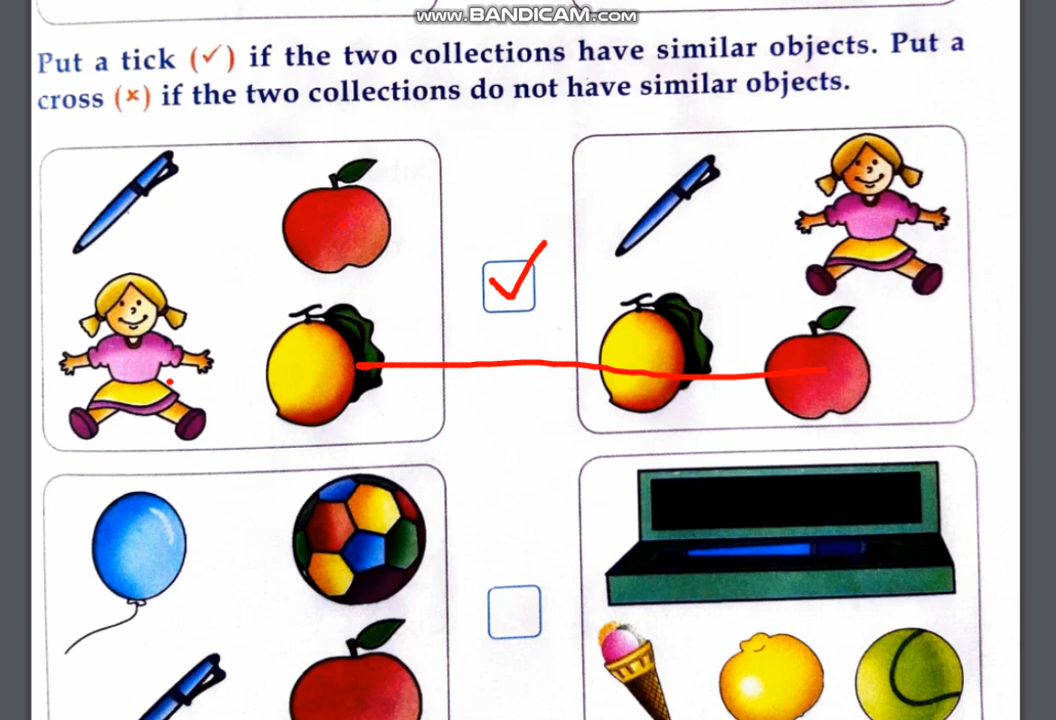 www.BANDICAM.com
Put a tick (✓) if the two collections have similar objects. Put a
cross (×) if the two collections do not have similar objects.